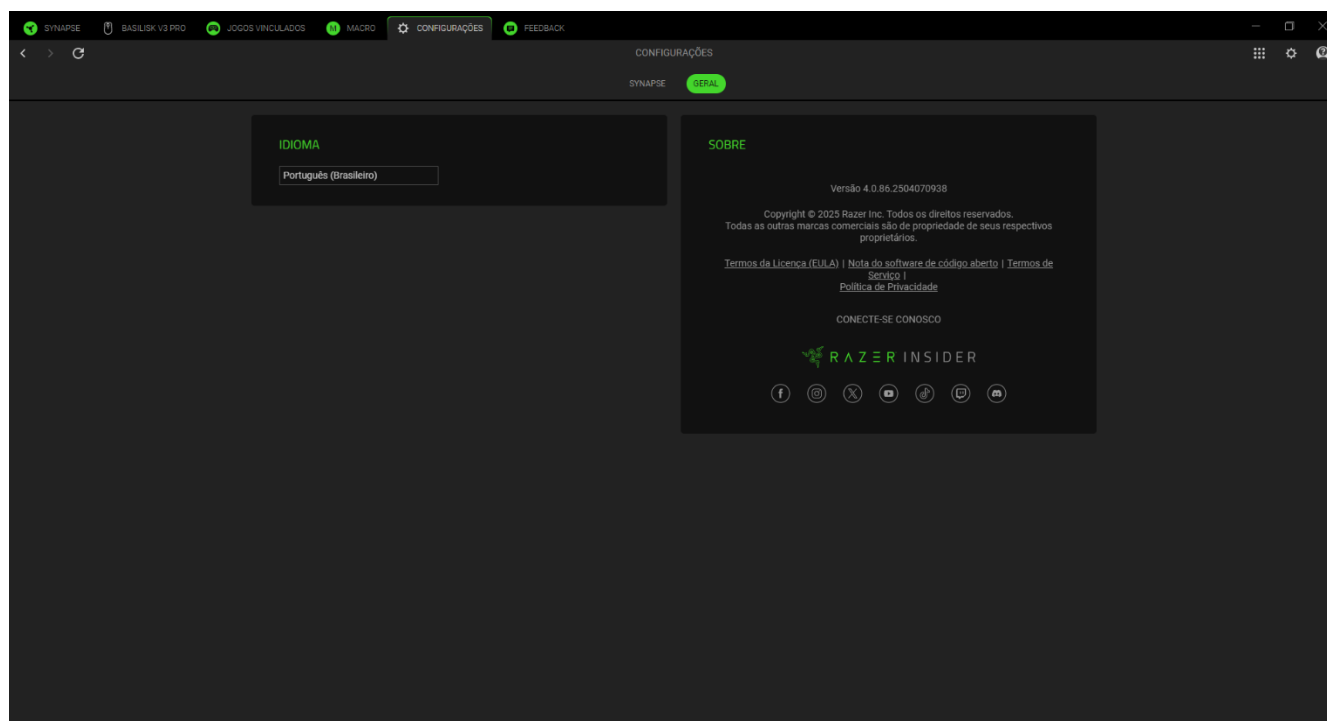 SYNAPSE
BASILISK V3 PRO
JOGOS VINCULADOS
M MACRO
CONFIGURAÇÕES
FEEDBACK
CONFIGURAÇÕES
SYNAPSE
GERAL
IDIOMA
Português (Brasileiro)
SOBRE
Versão 4.0.86.2504070938
Copyright © 2025 Razer Inc. Todos os direitos reservados.
Todas as outras marcas comerciais são de propriedade de seus respectivos
proprietários.
Termos da Licença (EULA) | Nota do software de código aberto | Termos de
Serviço |
Política de Privacidade
CONECTE-SE CONOSCO
RAZER INSIDER